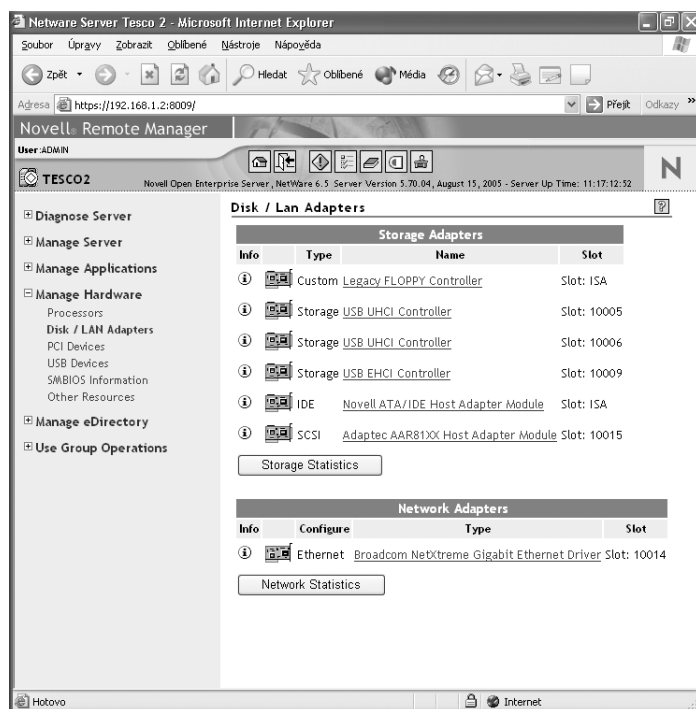 Netware Server Tesco 2 - Microsoft Internet Explorer
Soubor Úpravy Zobrazit Oblíbené Nástroje Nápověda
Zpět Hledat Oblíbené Média
Adresa https://192.168.1.2:8009/ Přejít Odkazy »
Novell® Remote Manager
User:ADMIN
TESCO2
Novell Open Enterprise Server, NetWare 6.5 Server Version 5.70.04, August 15, 2005 - Server Up Time: 11:17:12:52
N
Diagnose Server
Manage Server
Manage Applications
Manage Hardware
Processors
Disk / LAN Adapters
PCI Devices
USB Devices
SMBIOS Information
Other Resources
Manage eDirectory
Use Group Operations
Disk / Lan Adapters ?
Storage Adapters
Info Type Name Slot
Custom Legacy FLOPPY Controller Slot: ISA
Storage USB UHCI Controller Slot: 10005
Storage USB UHCI Controller Slot: 10006
Storage USB EHCI Controller Slot: 10009
IDE Novell ATA/IDE Host Adapter Module Slot: ISA
SCSI Adaptec AAR81XX Host Adapter Module Slot: 10015
Storage Statistics
Network Adapters
Info Configure Type Slot
Ethernet Broadcom NetXtreme Gigabit Ethernet Driver Slot: 10014
Network Statistics
Hotovo Internet